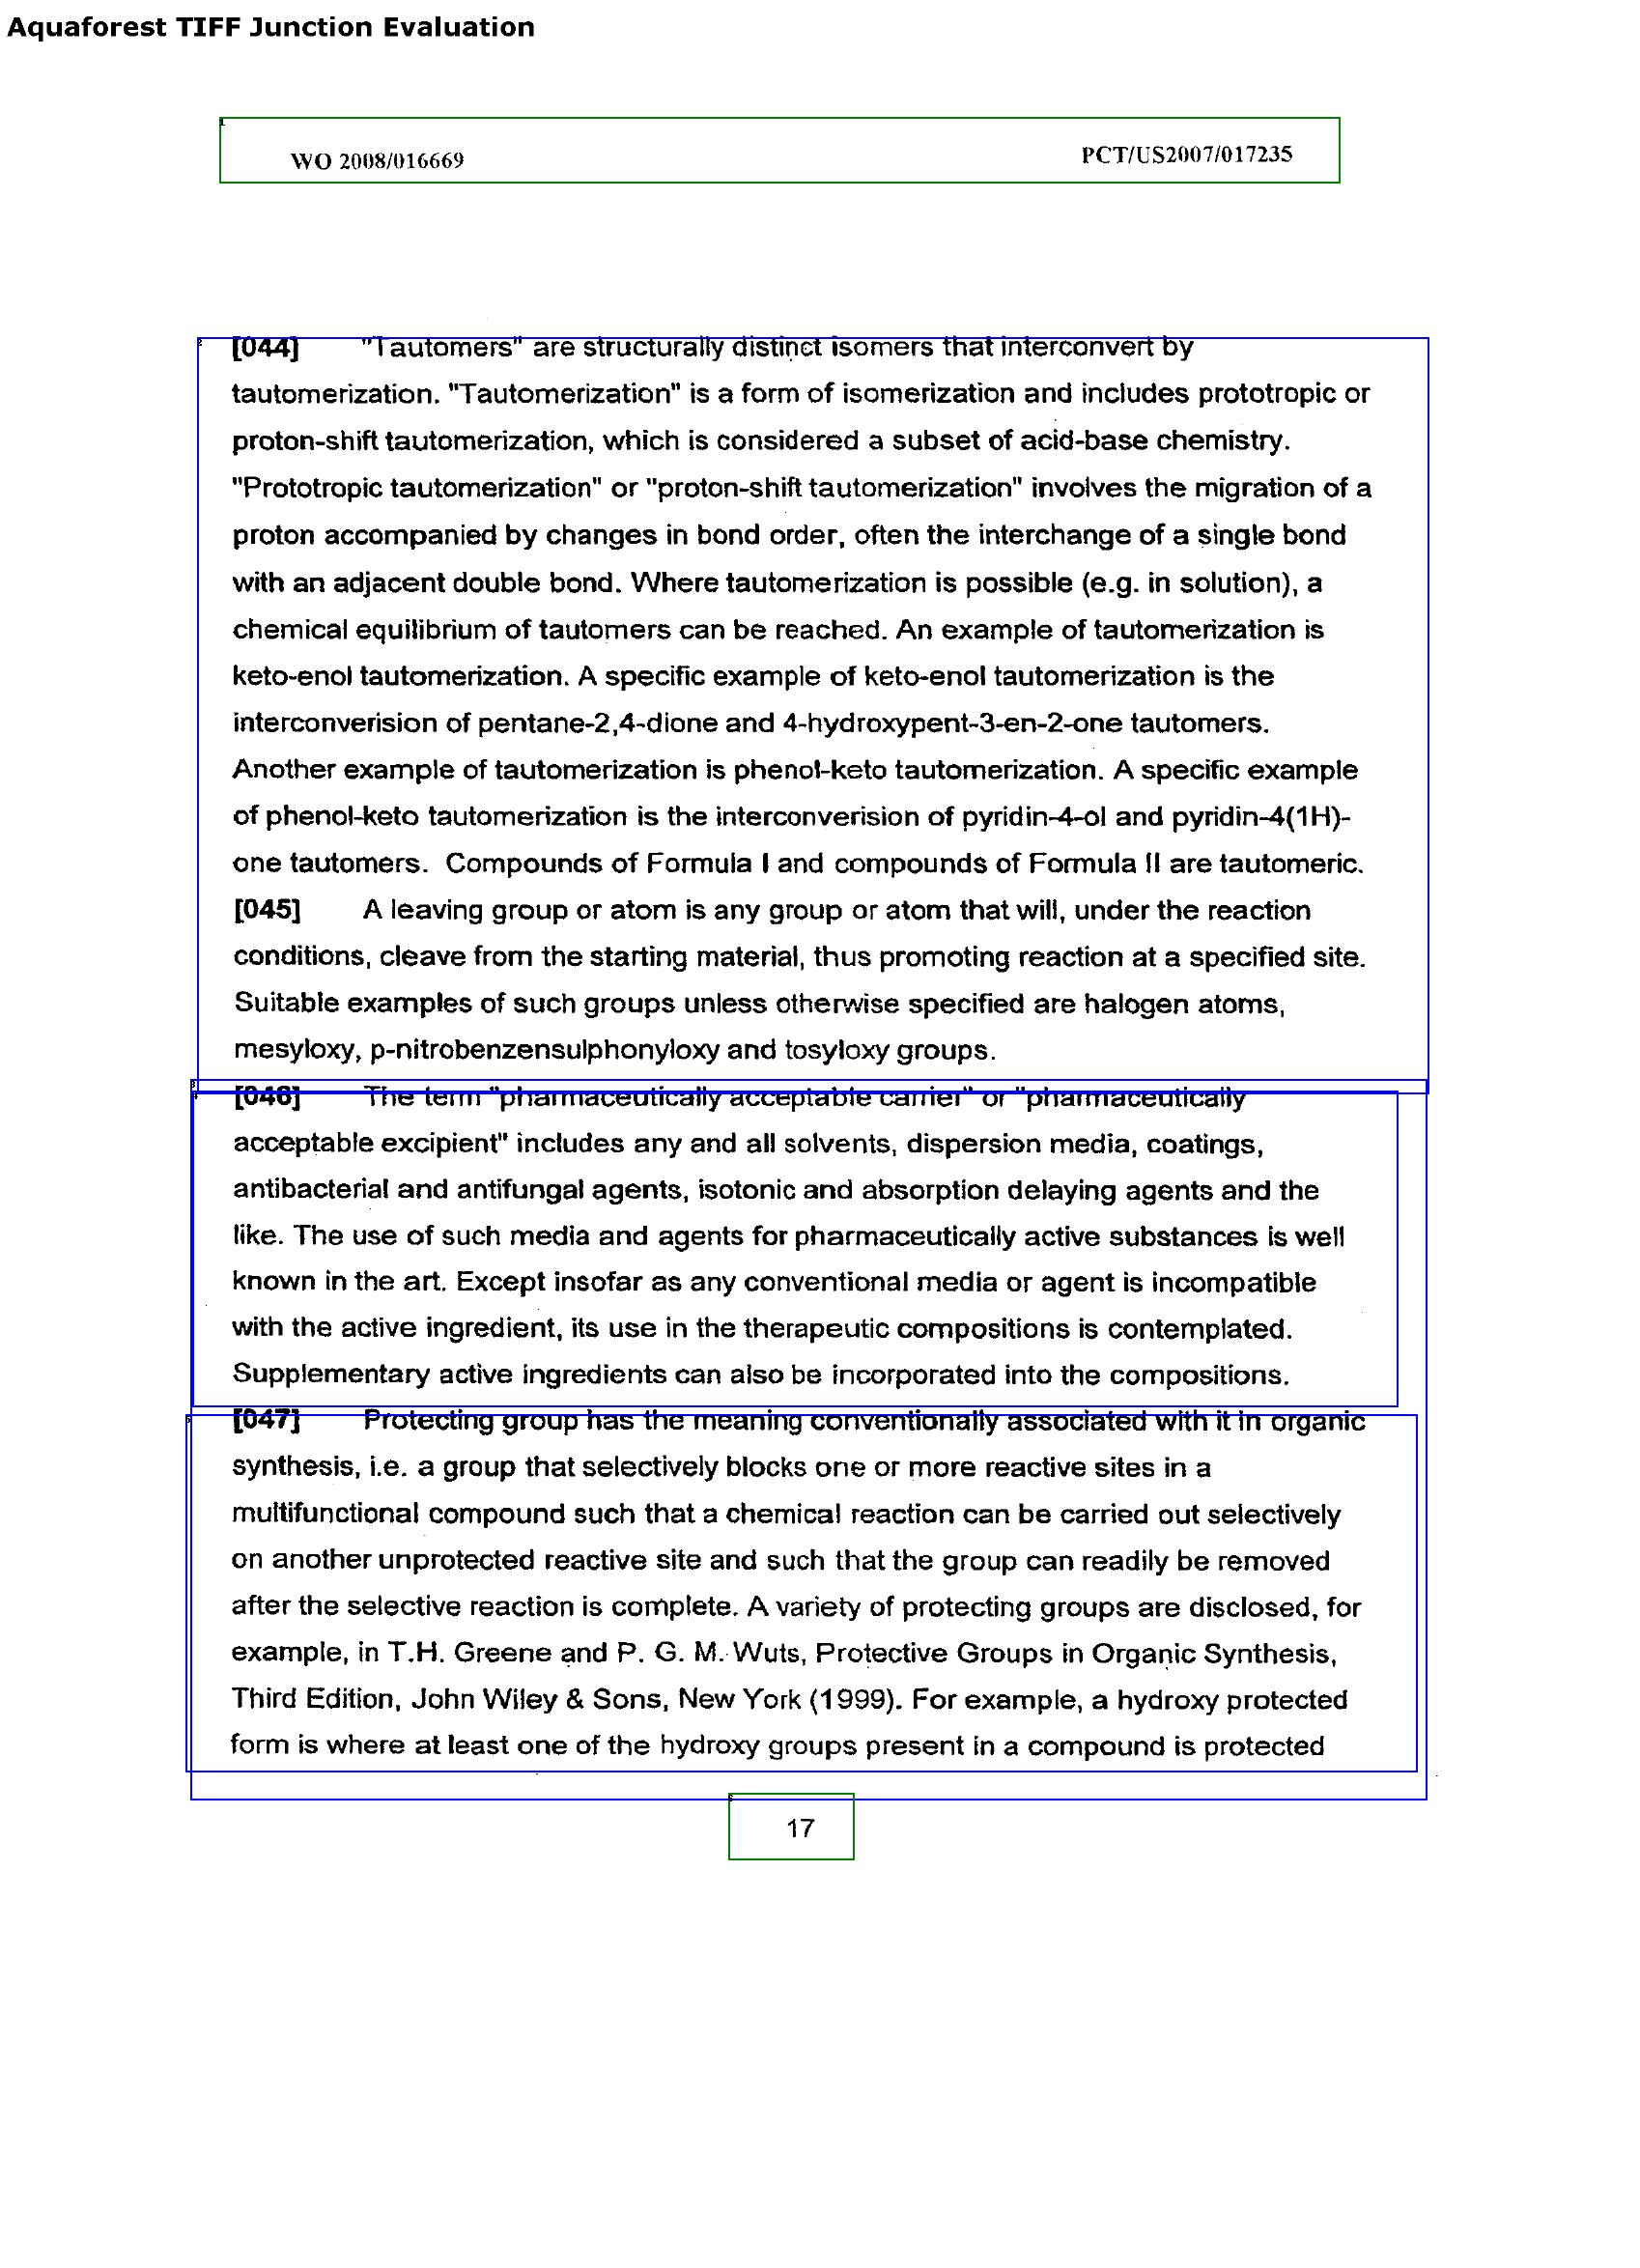 Aquaforest TIFF Junction Evaluation
WO 2008/016669 PCT/US2007/017235
[044] "Tautomers" are structurally distinct isomers that interconvert by
tautomerization. "Tautomerization" is a form of isomerization and includes prototropic or
proton-shift tautomerization, which is considered a subset of acid-base chemistry.
"Prototropic tautomerization" or "proton-shift tautomerization" involves the migration of a
proton accompanied by changes in bond order, often the interchange of a single bond
with an adjacent double bond. Where tautomerization is possible (e.g. in solution), a
chemical equilibrium of tautomers can be reached. An example of tautomerization is
keto-enol tautomerization. A specific example of keto-enol tautomerization is the
interconverision of pentane-2,4-dione and 4-hydroxypent-3-en-2-one tautomers.
Another example of tautomerization is phenol-keto tautomerization. A specific example
of phenol-keto tautomerization is the interconverision of pyridin-4-ol and pyridin-4(1H)-
one tautomers. Compounds of Formula I and compounds of Formula II are tautomeric.
[045] A leaving group or atom is any group or atom that will, under the reaction
conditions, cleave from the starting material, thus promoting reaction at a specified site.
Suitable examples of such groups unless otherwise specified are halogen atoms,
mesyloxy, p-nitrobenzensulphonyloxy and tosyloxy groups.
[046] The term "pharmaceutically acceptable carrier" or "pharmaceutically
acceptable excipient" includes any and all solvents, dispersion media, coatings,
antibacterial and antifungal agents, isotonic and absorption delaying agents and the
like. The use of such media and agents for pharmaceutically active substances is well
known in the art. Except insofar as any conventional media or agent is incompatible
with the active ingredient, its use in the therapeutic compositions is contemplated.
Supplementary active ingredients can also be incorporated into the compositions.
[047] Protecting group has the meaning conventionally associated with it in organic
synthesis, i.e. a group that selectively blocks one or more reactive sites in a
multifunctional compound such that a chemical reaction can be carried out selectively
on another unprotected reactive site and such that the group can readily be removed
after the selective reaction is complete. A variety of protecting groups are disclosed, for
example, in T.H. Greene and P. G. M. Wuts, Protective Groups in Organic Synthesis,
Third Edition, John Wiley & Sons, New York (1999). For example, a hydroxy protected
form is where at least one of the hydroxy groups present in a compound is protected
17